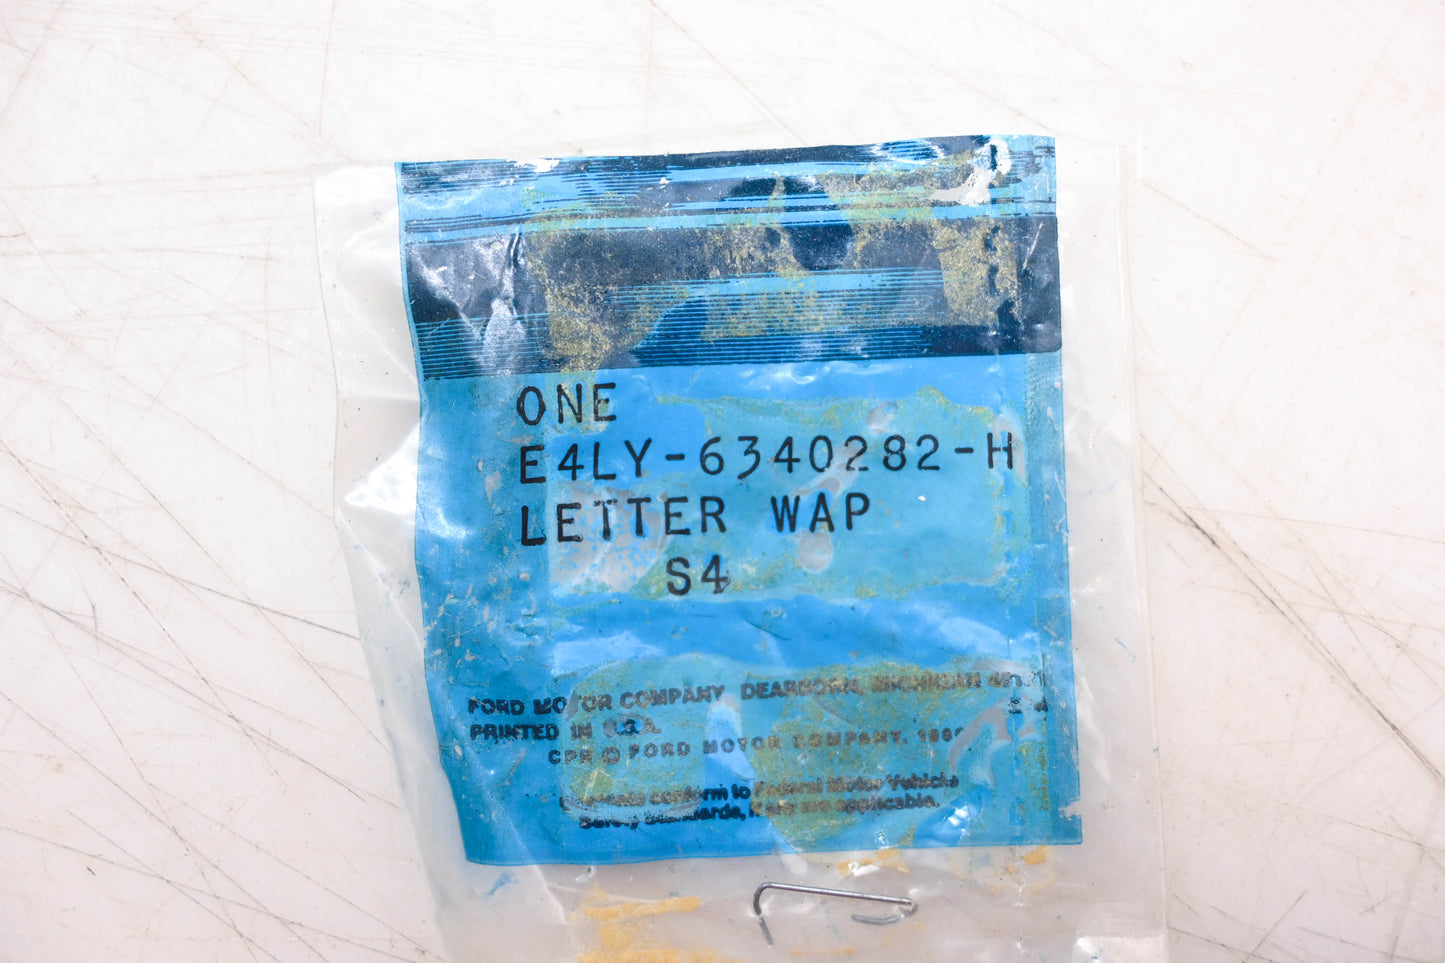 ONE
E4LY-6340282-H
LETTER WAP
S4
FORD MOTOR COMPANY DEARBORN, MICHIGAN
PRINTED IN U.S.A.
CPR © FORD MOTOR COMPANY,
conform to Federal Motor Vehicle
Safety Standards, if any are applicable.